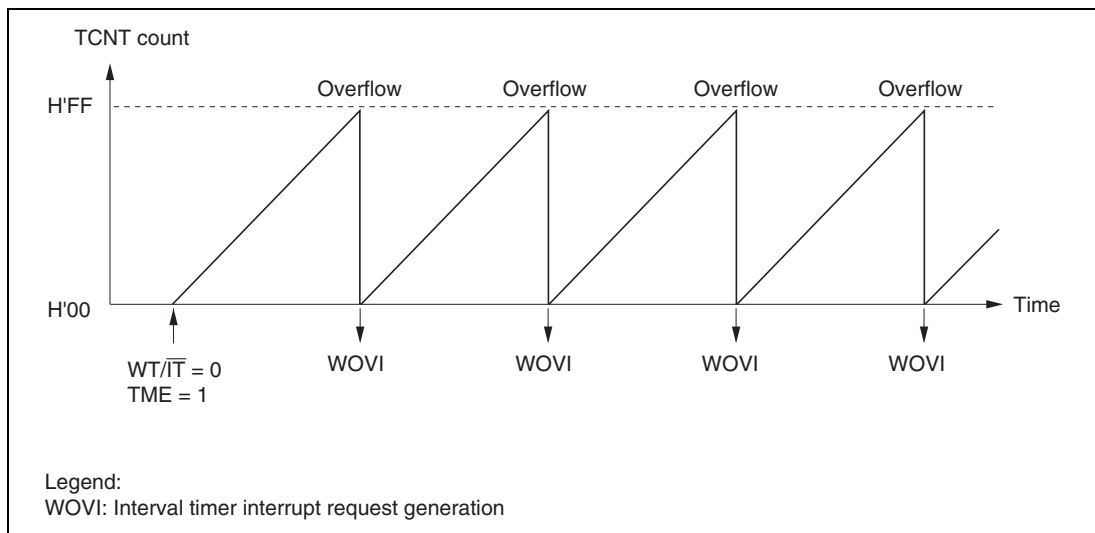 TCNT count
H'FF
Overflow Overflow Overflow Overflow
H'00
Time
WT/I̅T̅ = 0
TME = 1
WOVI WOVI WOVI WOVI
Legend:
WOVI: Interval timer interrupt request generation